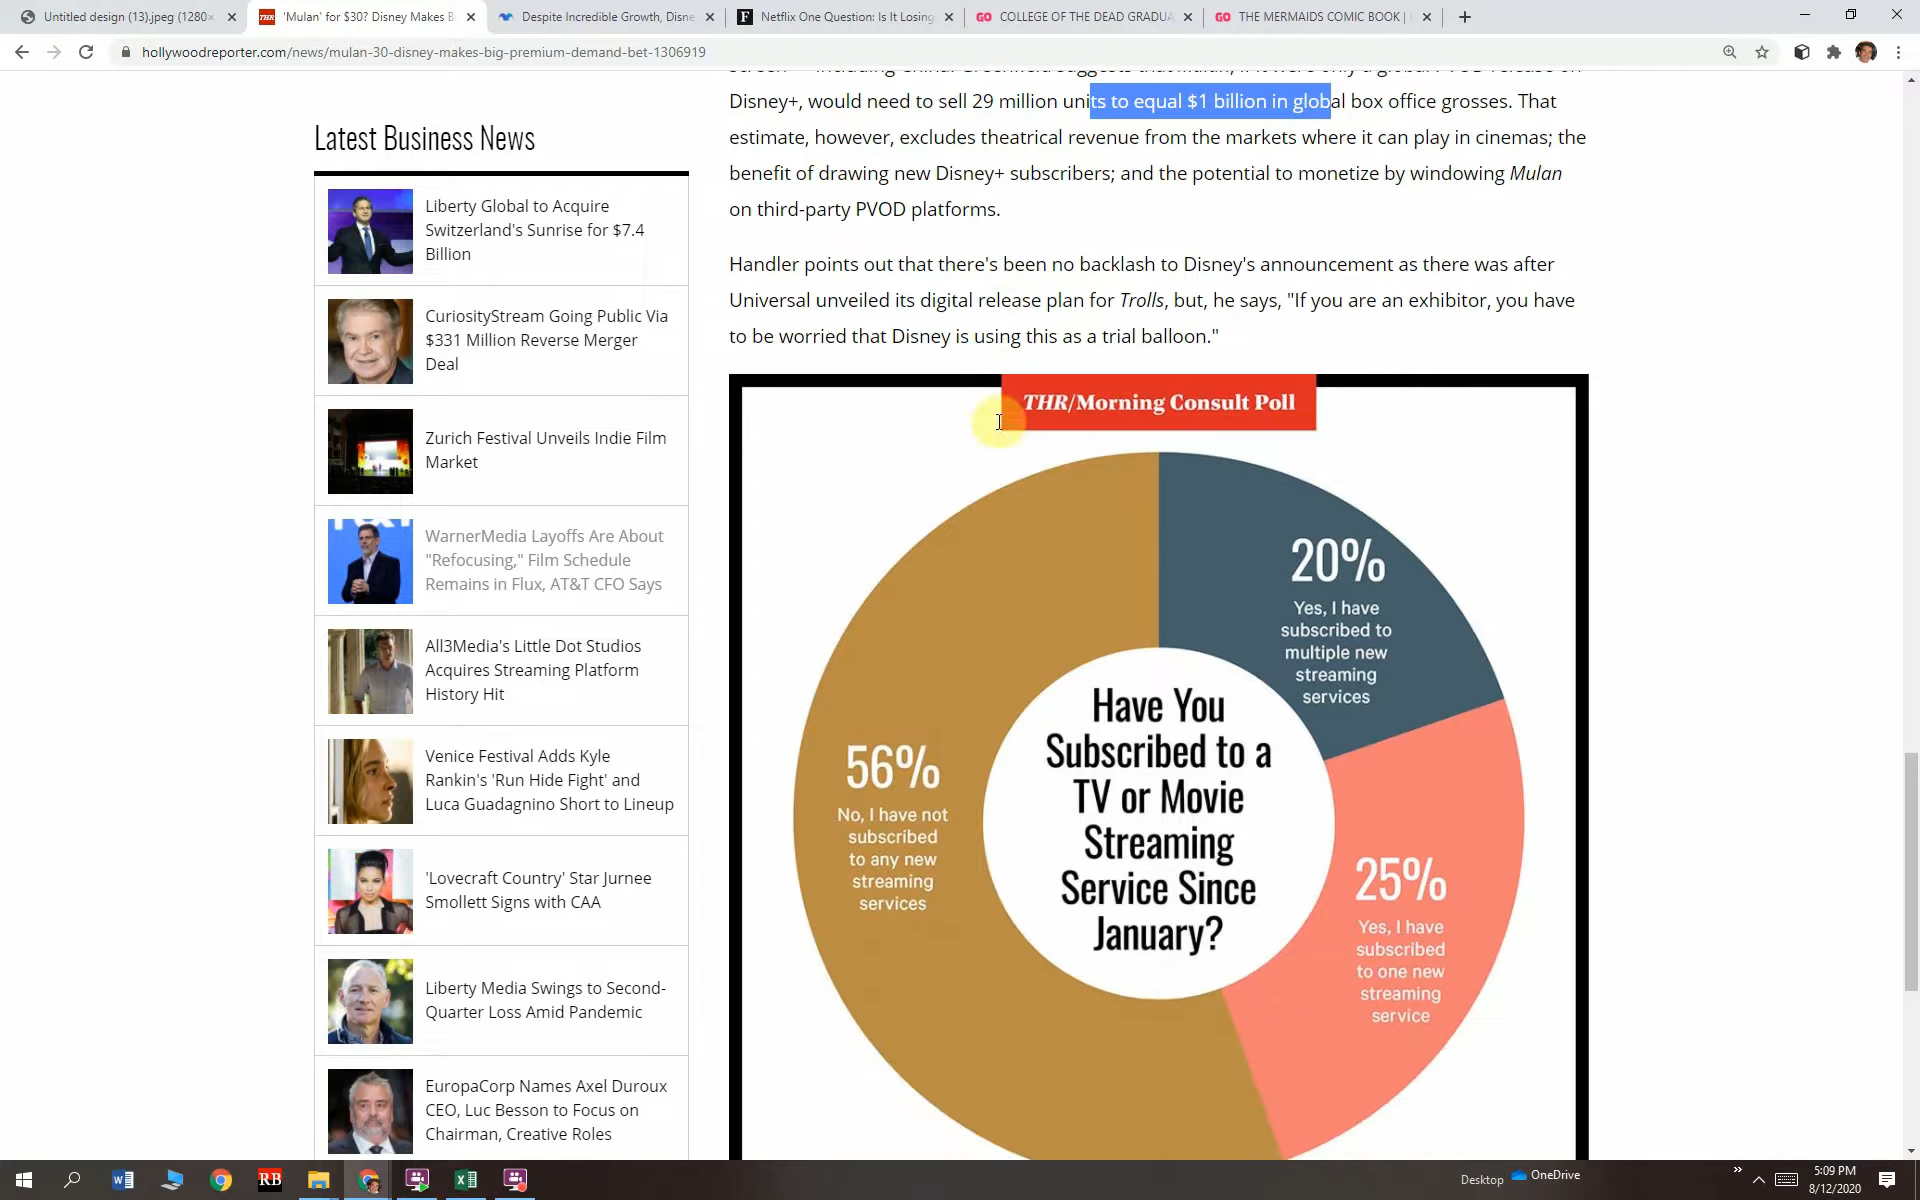 Untitled design (13).jpeg (1280×
THR 'Mulan' for $30? Disney Makes B
Despite Incredible Growth, Disne
F Netflix One Question: Is It Losing
GO COLLEGE OF THE DEAD GRADUA
GO THE MERMAIDS COMIC BOOK |
hollywoodreporter.com/news/mulan-30-disney-makes-big-premium-demand-bet-1306919
Disney+, would need to sell 29 million units to equal $1 billion in global box office grosses. That
estimate, however, excludes theatrical revenue from the markets where it can play in cinemas; the
benefit of drawing new Disney+ subscribers; and the potential to monetize by windowing Mulan
on third-party PVOD platforms.
Handler points out that there's been no backlash to Disney's announcement as there was after
Universal unveiled its digital release plan for Trolls, but, he says, "If you are an exhibitor, you have
to be worried that Disney is using this as a trial balloon."
Latest Business News
Liberty Global to Acquire
Switzerland's Sunrise for $7.4
Billion
CuriosityStream Going Public Via
$331 Million Reverse Merger
Deal
Zurich Festival Unveils Indie Film
Market
WarnerMedia Layoffs Are About
"Refocusing," Film Schedule
Remains in Flux, AT&T CFO Says
All3Media's Little Dot Studios
Acquires Streaming Platform
History Hit
Venice Festival Adds Kyle
Rankin's 'Run Hide Fight' and
Luca Guadagnino Short to Lineup
'Lovecraft Country' Star Jurnee
Smollett Signs with CAA
Liberty Media Swings to Second-
Quarter Loss Amid Pandemic
EuropaCorp Names Axel Duroux
CEO, Luc Besson to Focus on
Chairman, Creative Roles
THR/Morning Consult Poll
20%
Yes, I have
subscribed to
multiple new
streaming
services
Have You
Subscribed to a
TV or Movie
Streaming
Service Since
January?
56%
No, I have not
subscribed
to any new
streaming
services
25%
Yes, I have
subscribed
to one new
streaming
service
RB
Desktop
OneDrive
5:09 PM
8/12/2020